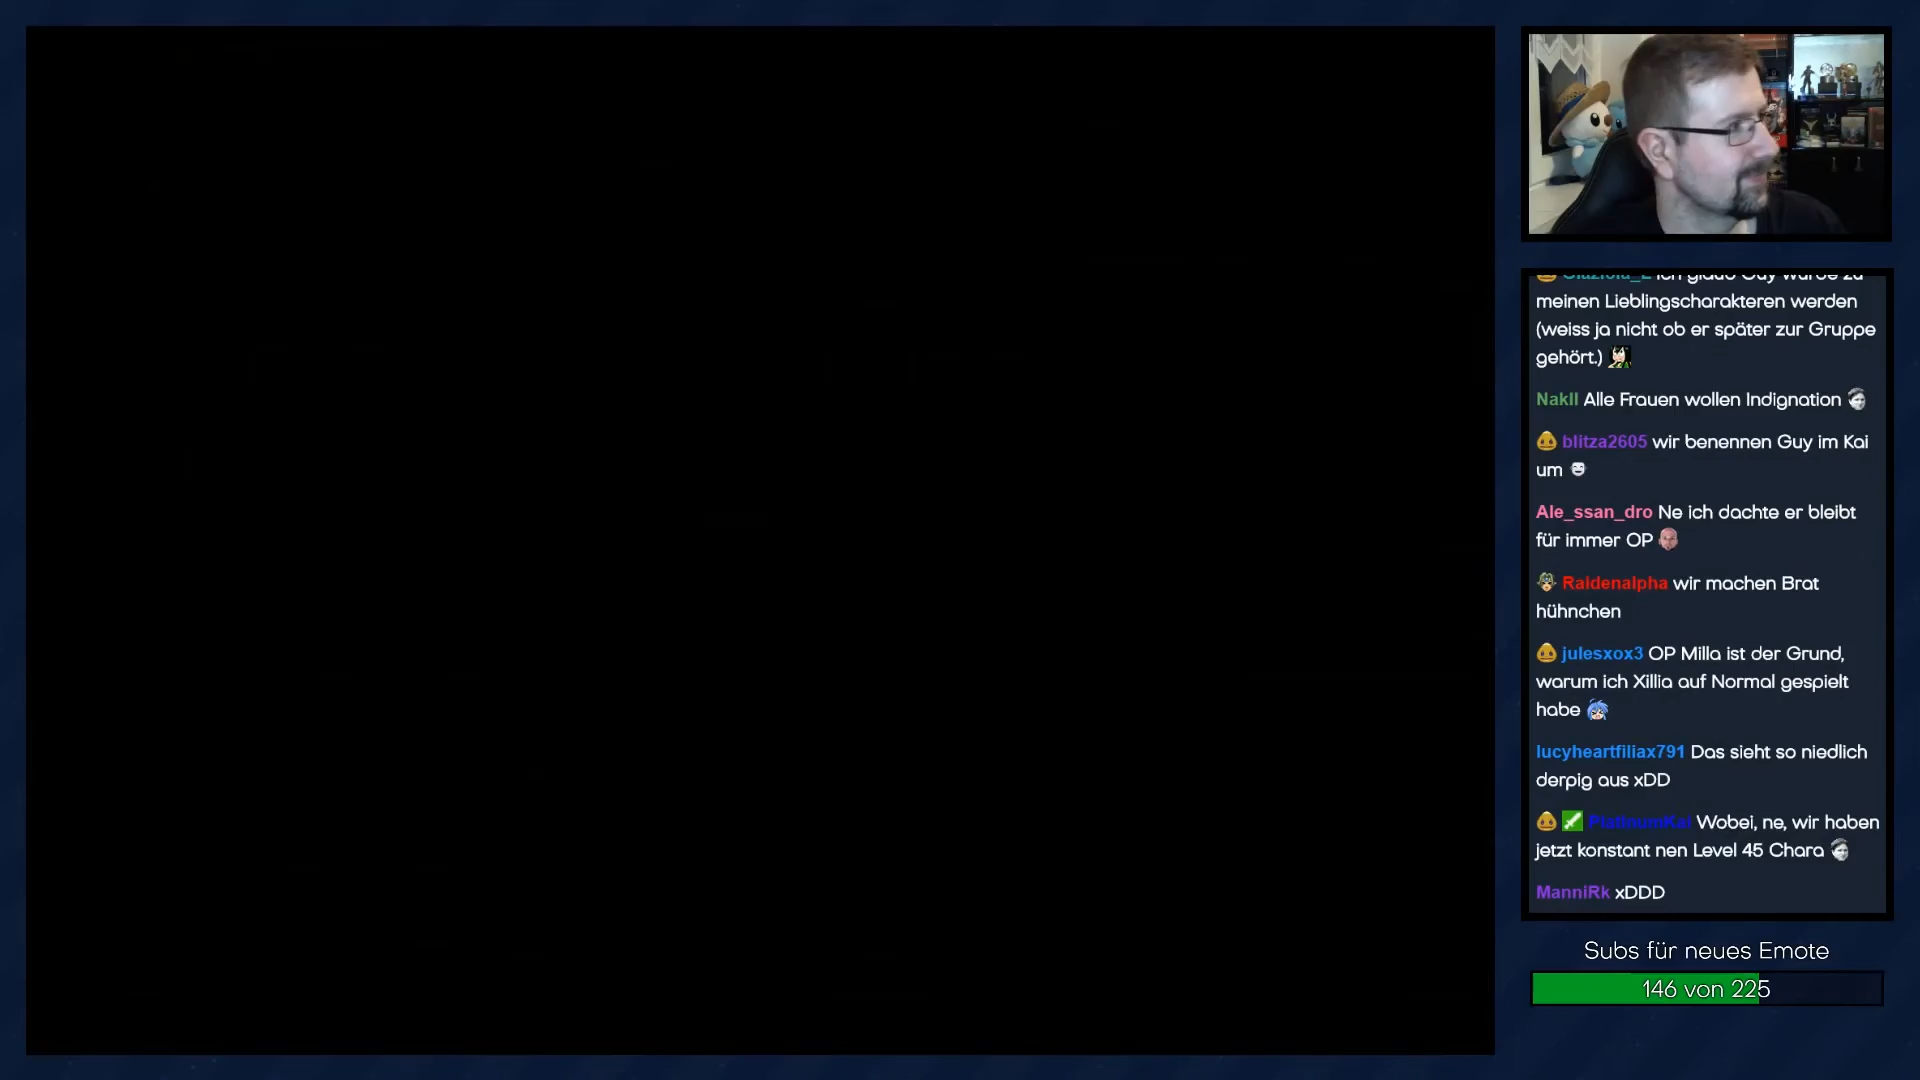 meinen Lieblingscharakteren werden
(weiss ja nicht ob er später zur Gruppe
gehört.)
Nakll Alle Frauen wollen Indignation
blitza2605 wir benennen Guy im Kai
um
Ale_ssan_dro Ne ich dachte er bleibt
für immer OP
Raidenalpha wir machen Brat
hühnchen
julesxox3 OP Milla ist der Grund,
warum ich Xillia auf Normal gespielt
habe
lucyheartfiliax791 Das sieht so niedlich
derpig aus xDD
PlatinumKai Wobei, ne, wir haben
jetzt konstant nen Level 45 Chara
ManniRk xDDD
Subs für neues Emote
146 von 225